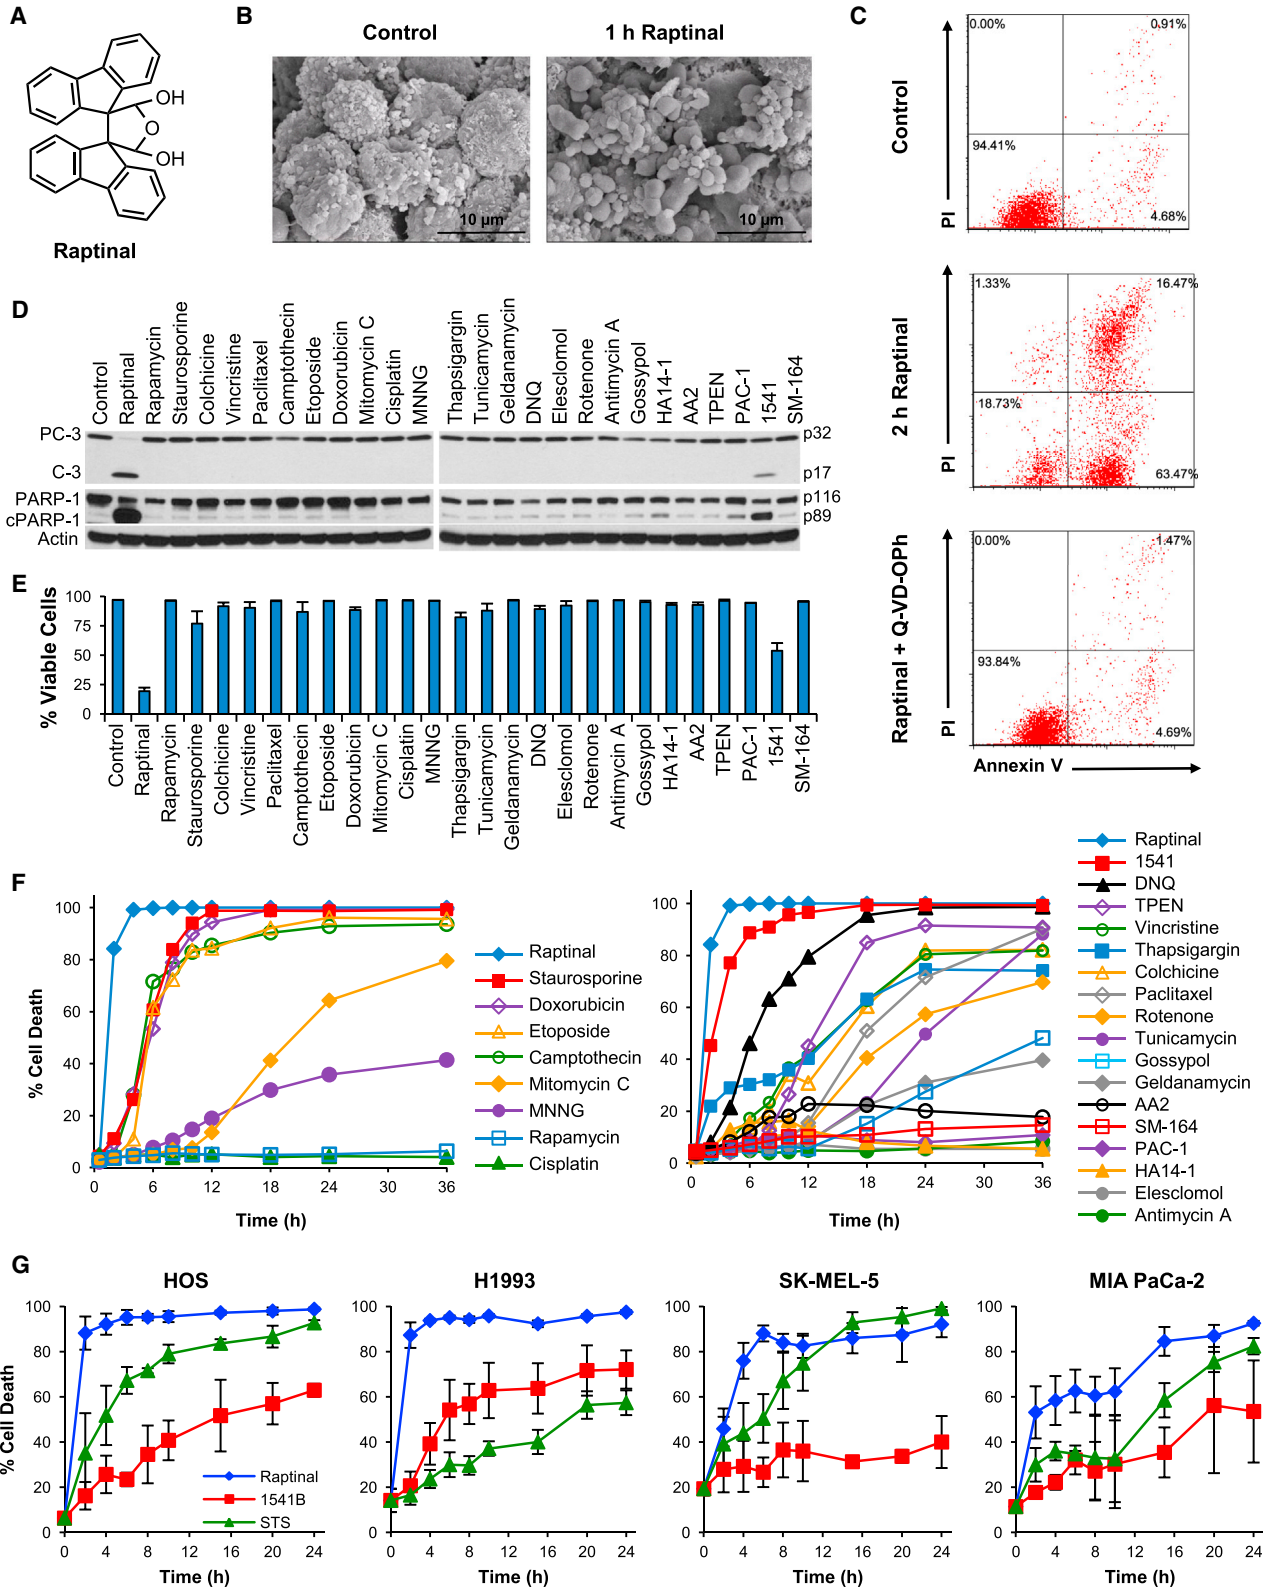 A
OH
O
OH
Raptinal
B
Control
1 h Raptinal
10 µm
10 µm
C
Control
PI
0.00%
0.91%
94.41%
4.68%
2 h Raptinal
PI
1.33%
16.47%
18.73%
63.47%
Raptinal + Q-VD-OPh
PI
0.00%
1.47%
93.84%
4.69%
Annexin V
D
Control
Raptinal
Rapamycin
Staurosporine
Colchicine
Vincristine
Paclitaxel
Camptothecin
Etoposide
Doxorubicin
Mitomycin C
Cisplatin
MNNG
Thapsigargin
Tunicamycin
Geldanamycin
DNQ
Elesclomol
Rotenone
Antimycin A
Gossypol
HA14-1
AA2
TPEN
PAC-1
1541
SM-164
PC-3
p32
C-3
p17
PARP-1
p116
cPARP-1
p89
Actin
E
% Viable Cells
100
75
50
25
0
Control
Raptinal
Rapamycin
Staurosporine
Colchicine
Vincristine
Paclitaxel
Camptothecin
Etoposide
Doxorubicin
Mitomycin C
Cisplatin
MNNG
Thapsigargin
Tunicamycin
Geldanamycin
DNQ
Elesclomol
Rotenone
Antimycin A
Gossypol
HA14-1
AA2
TPEN
PAC-1
1541
SM-164
F
% Cell Death
100
80
60
40
20
0
0 6 12 18 24 30 36
Time (h)
Raptinal
Staurosporine
Doxorubicin
Etoposide
Camptothecin
Mitomycin C
MNNG
Rapamycin
Cisplatin
100
80
60
40
20
0
0 6 12 18 24 30 36
Time (h)
Raptinal
1541
DNQ
TPEN
Vincristine
Thapsigargin
Colchicine
Paclitaxel
Rotenone
Tunicamycin
Gossypol
Geldanamycin
AA2
SM-164
PAC-1
HA14-1
Elesclomol
Antimycin A
G
HOS
% Cell Death
100
80
60
40
20
0
0 4 8 12 16 20 24
Time (h)
Raptinal
1541B
STS
H1993
100
80
60
40
20
0
0 4 8 12 16 20 24
Time (h)
SK-MEL-5
100
80
60
40
20
0
0 4 8 12 16 20 24
Time (h)
MIA PaCa-2
100
80
60
40
20
0
0 4 8 12 16 20 24
Time (h)